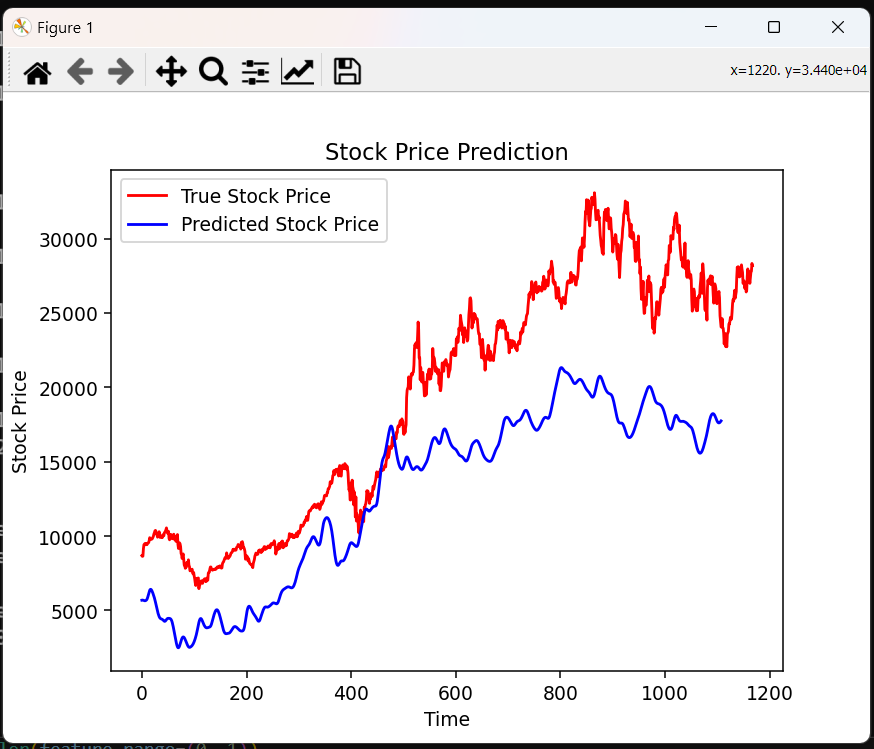 Figure 1
x=1220. y=3.440e+04
Stock Price Prediction
True Stock Price
Predicted Stock Price
30000
25000
20000
15000
10000
5000
Stock Price
0 200 400 600 800 1000 1200
Time